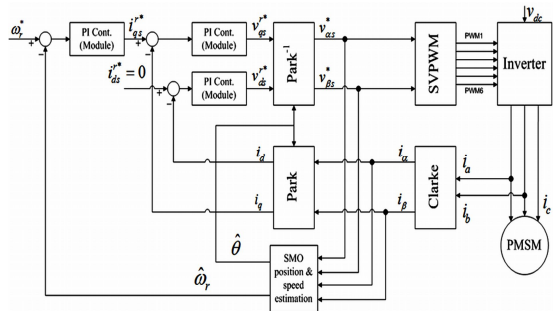 ω_r^*
+
−
PI Cont.
(Module)
i_qs^r*
+
−
PI Cont.
(Module)
v_qs^r*
i_ds^r* = 0
+
−
PI Cont.
(Module)
v_ds^r*
Park⁻¹
v_αs^*
v_βs^*
SVPWM
PWM1
PWM6
v_dc
Inverter
i_d
i_q
Park
i_α
i_β
Clarke
i_a
i_b
i_c
PMSM
θ̂
ω̂_r
SMO
position &
speed
estimation